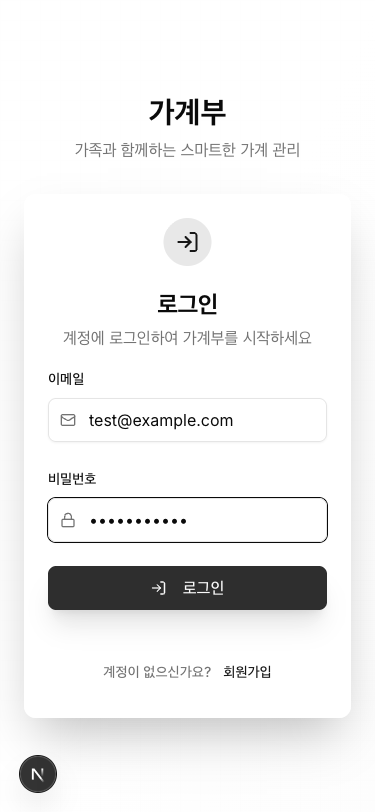 가계부
가족과 함께하는 스마트한 가계 관리
로그인
계정에 로그인하여 가계부를 시작하세요
이메일
test@example.com
비밀번호
•••••••••••
로그인
계정이 없으신가요? 회원가입
N